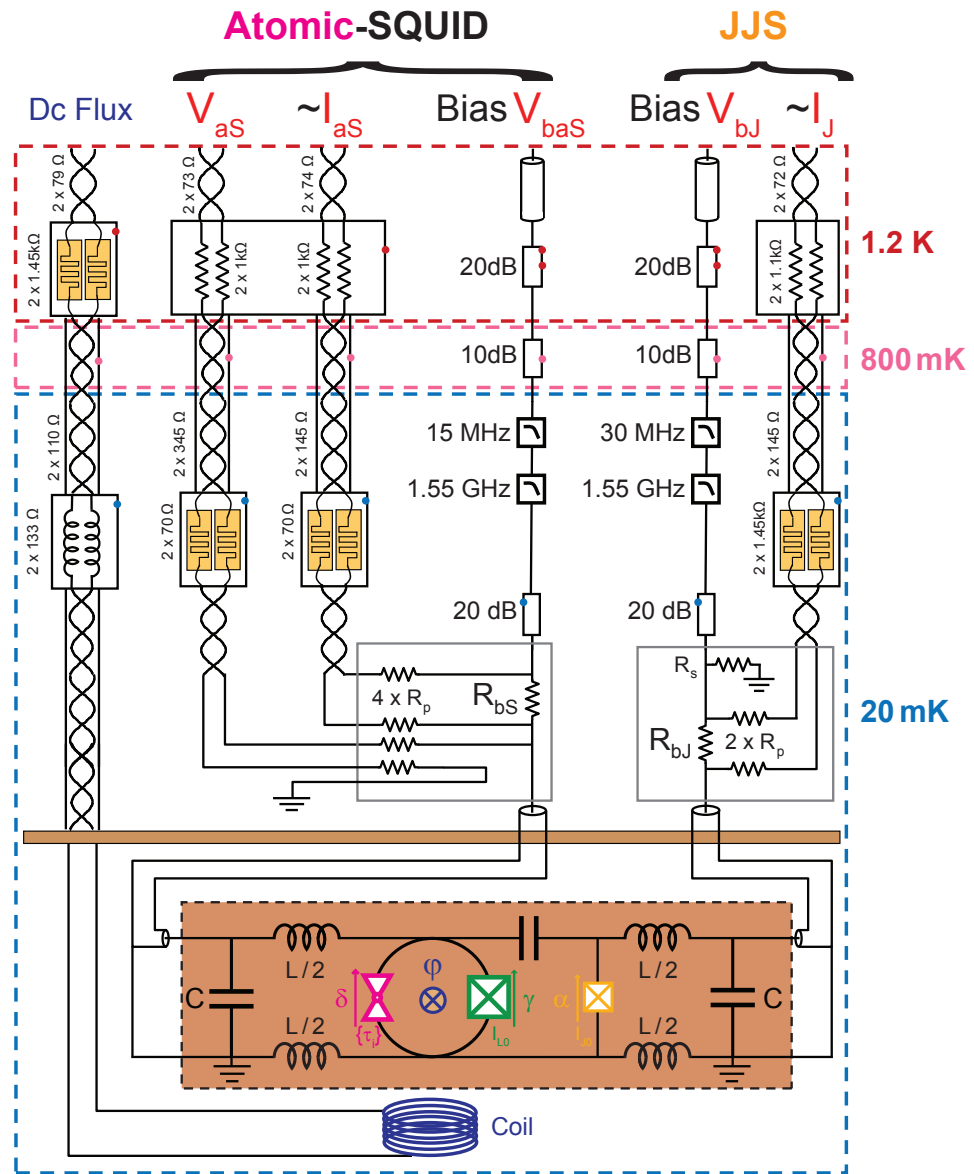 Atomic-SQUID
JJS
Dc Flux
V_aS
~I_aS
Bias V_baS
Bias V_bJ
~I_J
2 x 79 Ω
2 x 73 Ω
2 x 74 Ω
2 x 72 Ω
2 x 1.45kΩ
2 x 1kΩ
2 x 1kΩ
20dB
20dB
2 x 1.1kΩ
1.2 K
10dB
10dB
800 mK
15 MHz
30 MHz
2 x 110 Ω
2 x 345 Ω
2 x 145 Ω
2 x 145 Ω
1.55 GHz
1.55 GHz
2 x 133 Ω
2 x 70 Ω
2 x 70 Ω
2 x 1.45kΩ
20 dB
20 dB
R_s
4 x R_p
R_bS
20 mK
R_bJ
2 x R_p
L / 2
L / 2
φ
C
δ
γ
α
C
{τ_i}
I_L0
I_J0
L / 2
L / 2
Coil